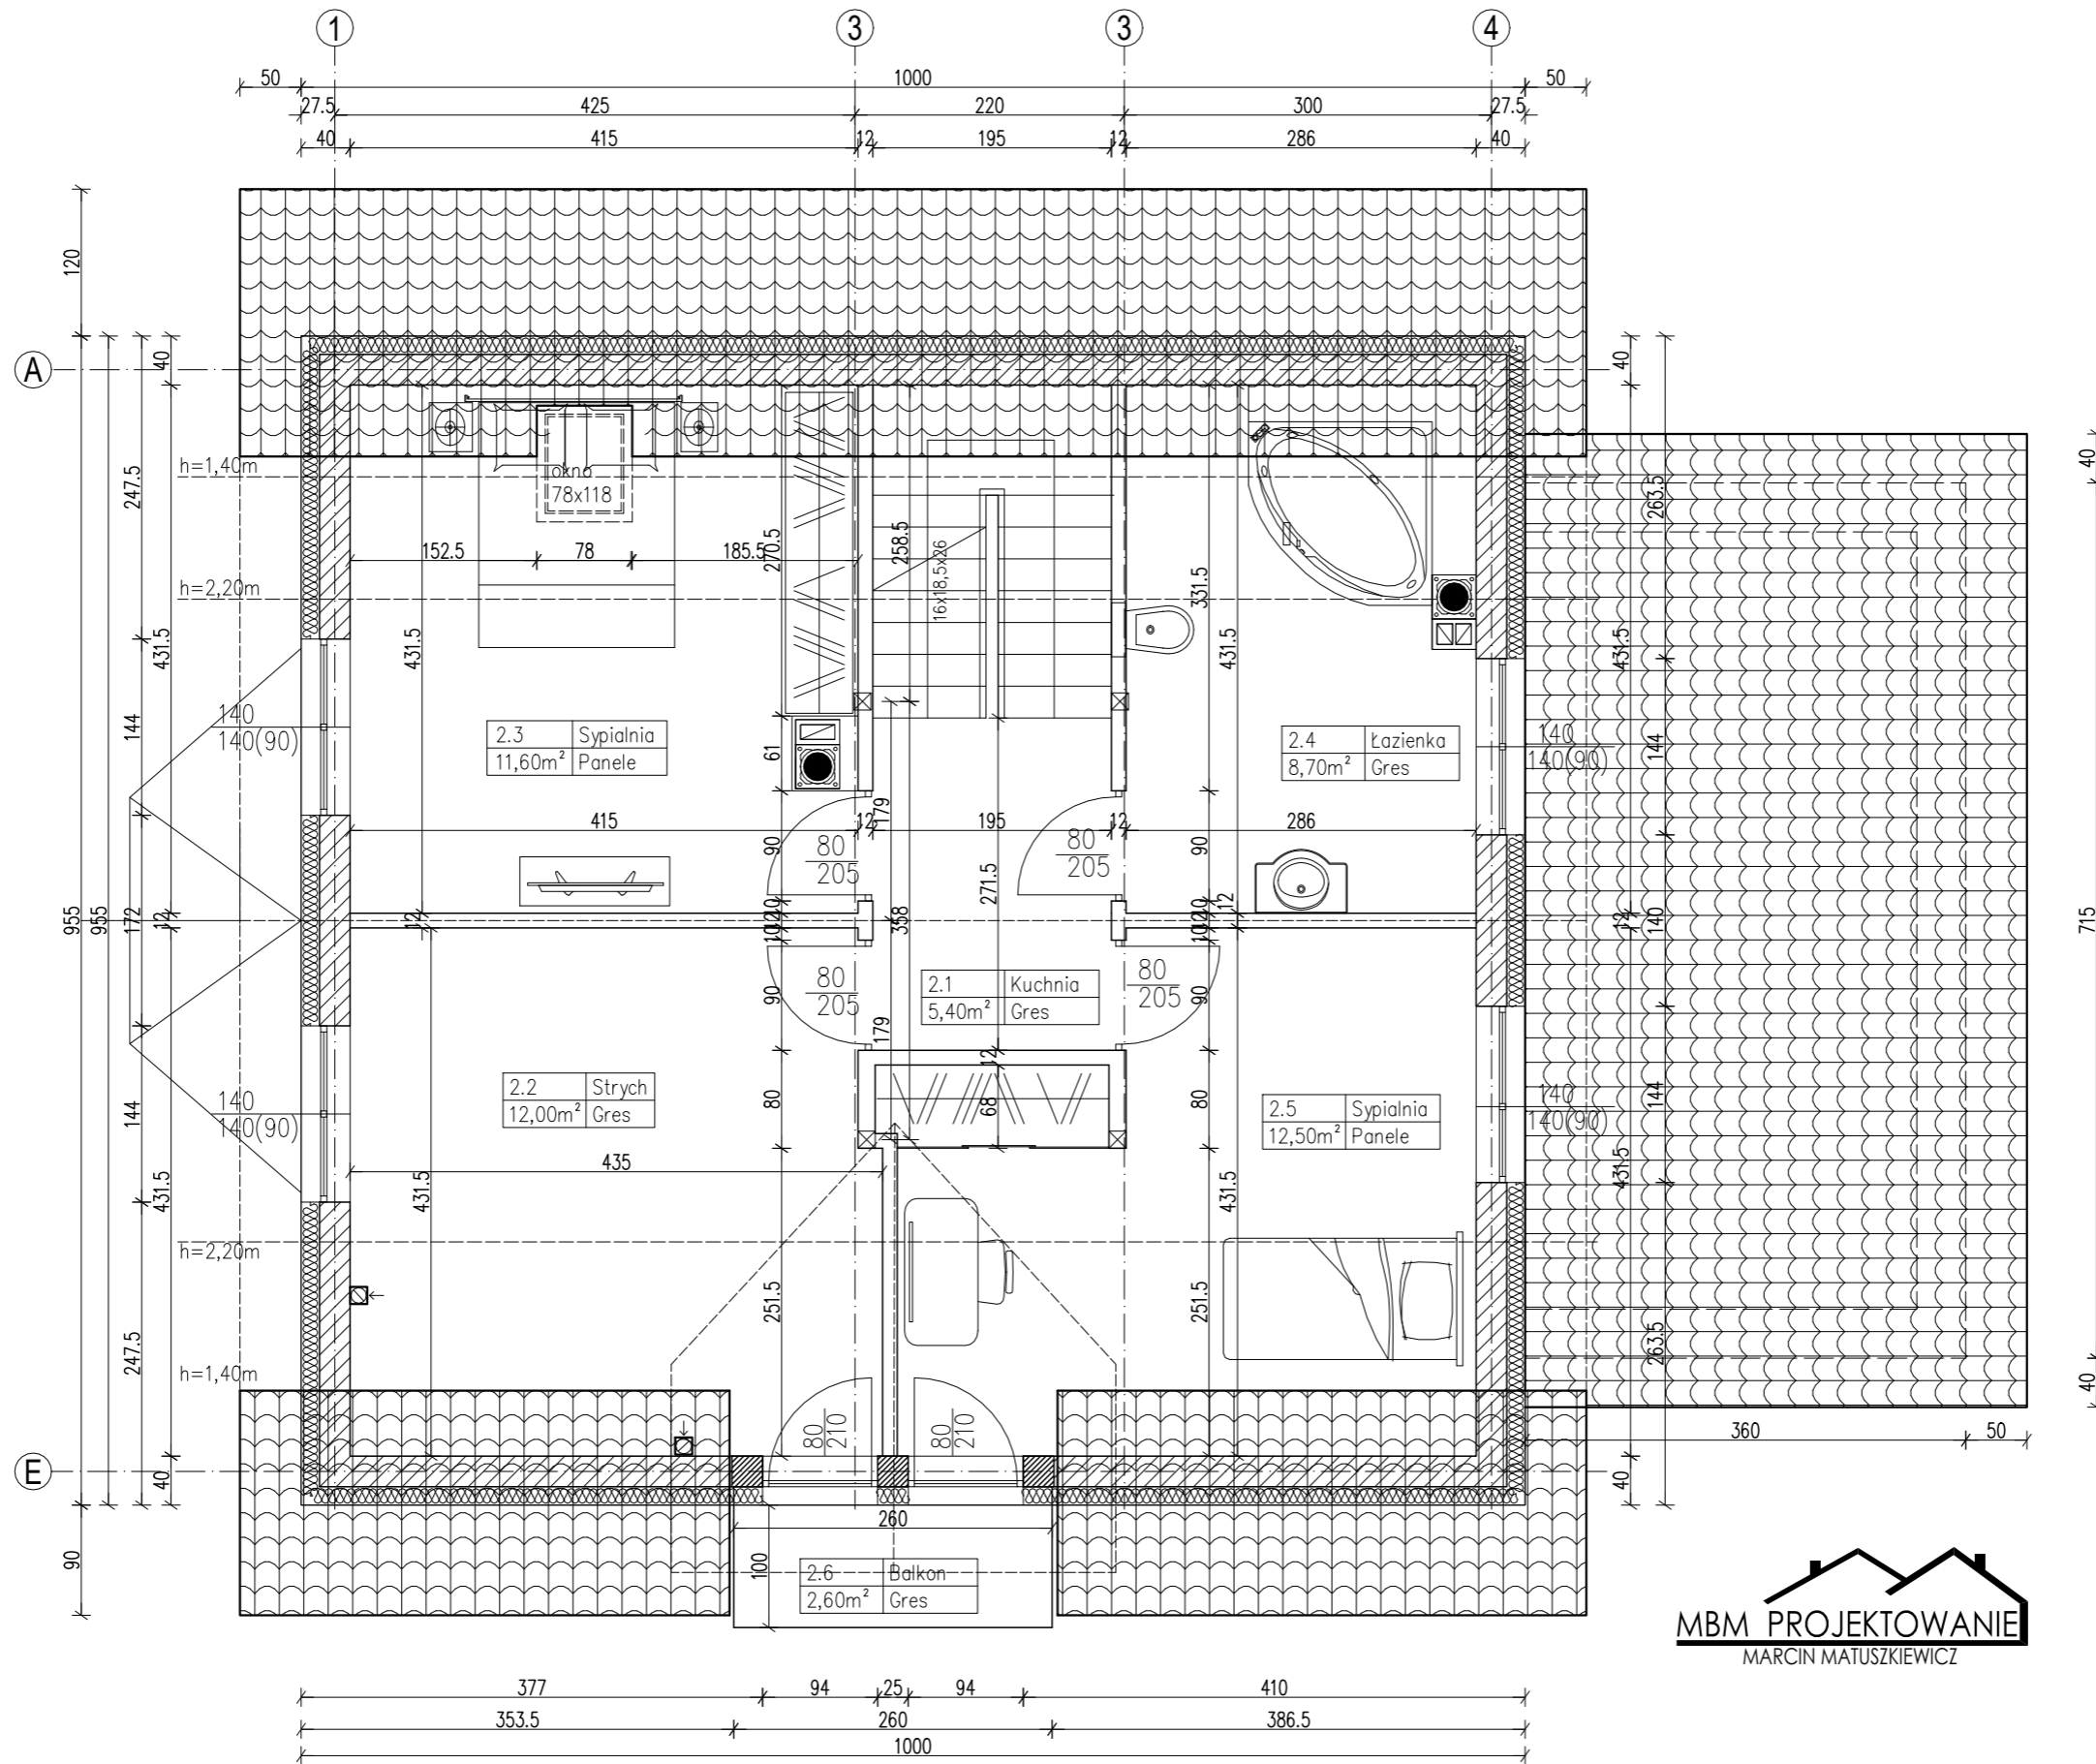 1 3 3 4
50 1000 50
27.5 425 220 300 27.5
40 415 12 195 12 286 40
120
A
40 40
h=1,40m
okno
78x118
247.5 263.5 40
152.5 78 185.5 270.5 258.5 16x18,5x26 331.5
h=2,20m
431.5 431.5 431.5 431.5
144 140
140(90)
2.3 Sypialnia
11,60m² Panele
61
2.4 Łazienka
8,70m² Gres
140
140(90) 144
179
415 12 195 12 286
90 80
205
80
205 90
271.5
955 955 172 12 12 358 12 12 140 715
10 12 10 10 12 10
90 80
205
2.1 Kuchnia
5,40m² Gres
80
205 90
179
12
144 140
140(90)
2.2 Strych
12,00m² Gres
80 68 80
2.5 Sypialnia
12,50m² Panele
140
140(90) 144
435
431.5 431.5 431.5 431.5
h=2,20m
251.5 251.5
247.5 263.5
h=1,40m
40
80
210
80
210
360 50
E
40 40
260
90 100
2.6 Balkon
2,60m² Gres
MBM PROJEKTOWANIE
MARCIN MATUSZKIEWICZ
377 94 25 94 410
353.5 260 386.5
1000